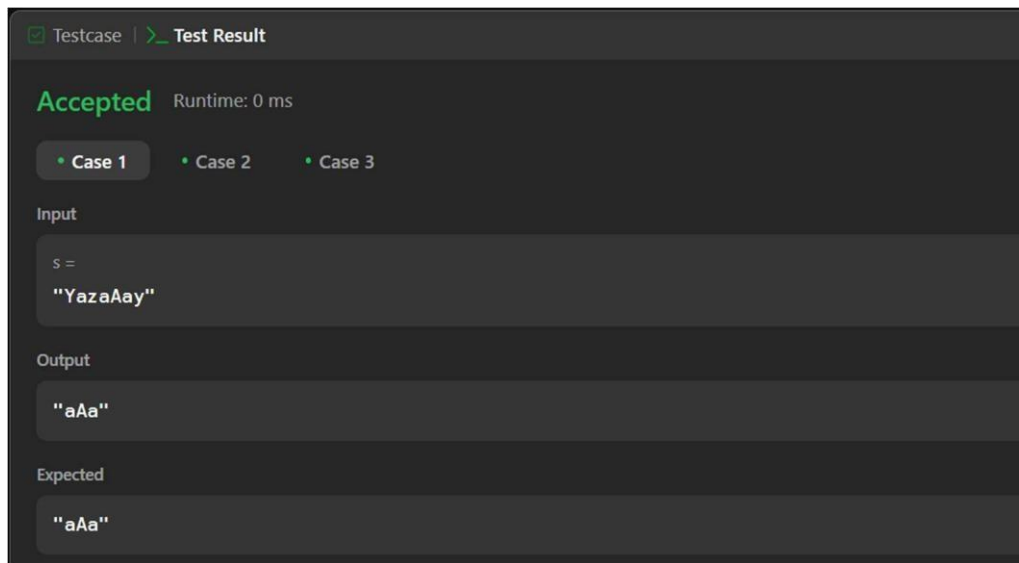 Testcase | >_ Test Result
Accepted Runtime: 0 ms
• Case 1 • Case 2 • Case 3
Input
s =
"YazaAay"
Output
"aAa"
Expected
"aAa"